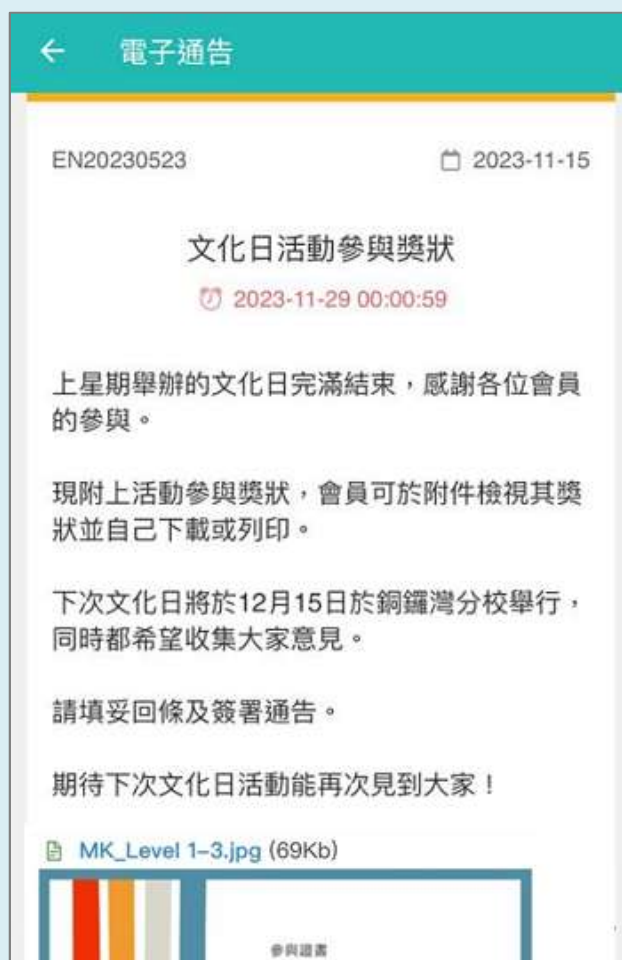 電子通告
EN20230523 2023-11-15
文化日活動參與獎狀
2023-11-29 00:00:59
上星期舉辦的文化日完滿結束，感謝各位會員
的參與。
現附上活動參與獎狀，會員可於附件檢視其獎
狀並自己下載或列印。
下次文化日將於12月15日於銅鑼灣分校舉行，
同時都希望收集大家意見。
請填妥回條及簽署通告。
期待下次文化日活動能再次見到大家！
MK_Level 1–3.jpg (69Kb)
參與證書